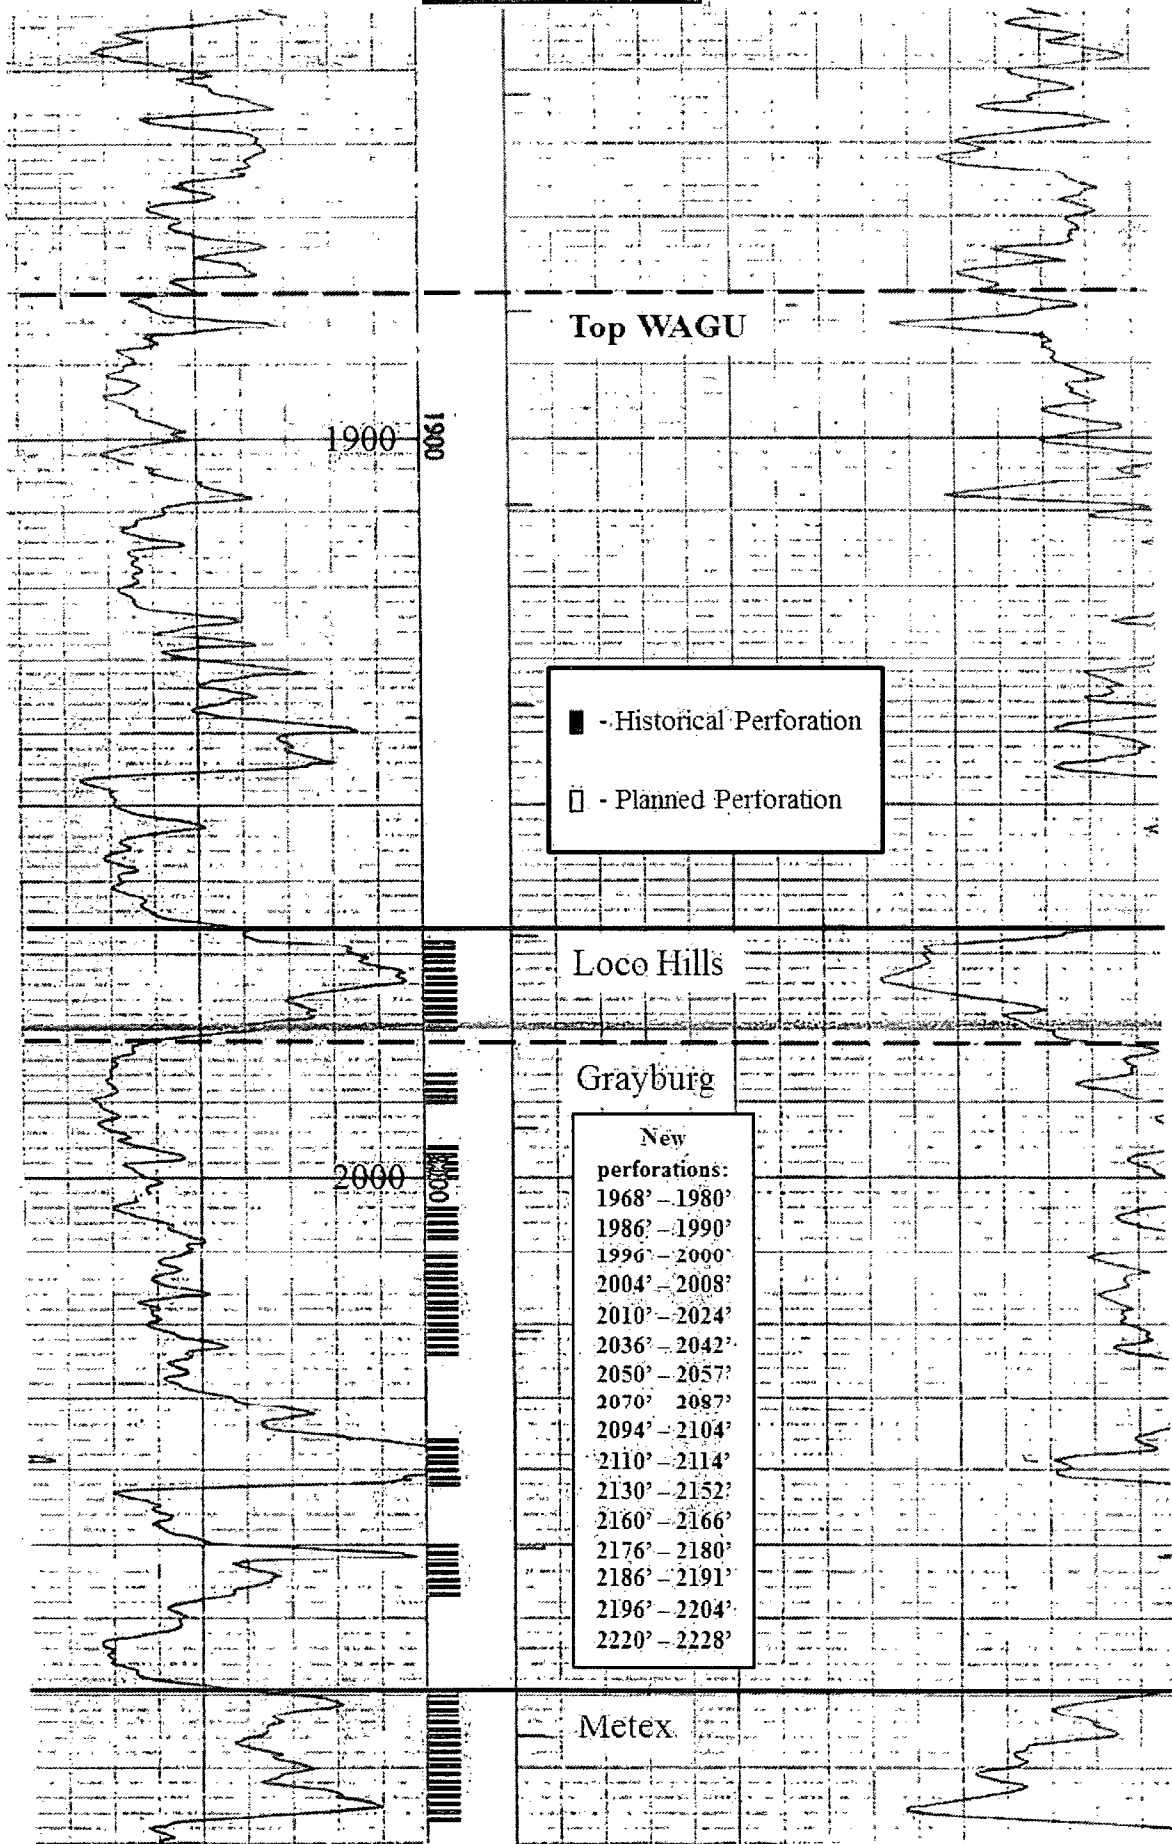 Top WAGU
1900
1900
- Historical Perforation
- Planned Perforation
Loco Hills
Grayburg
2000
New
perforations:
1968' – 1980'
1986' – 1990'
1996' – 2000'
2004' – 2008'
2010' – 2024'
2036' – 2042'
2050' – 2057'
2070' 2087'
2094' – 2104'
2110' – 2114'
2130' – 2152'
2160' – 2166'
2176' – 2180'
2186' – 2191'
2196' – 2204'
2220' – 2228'
Metex